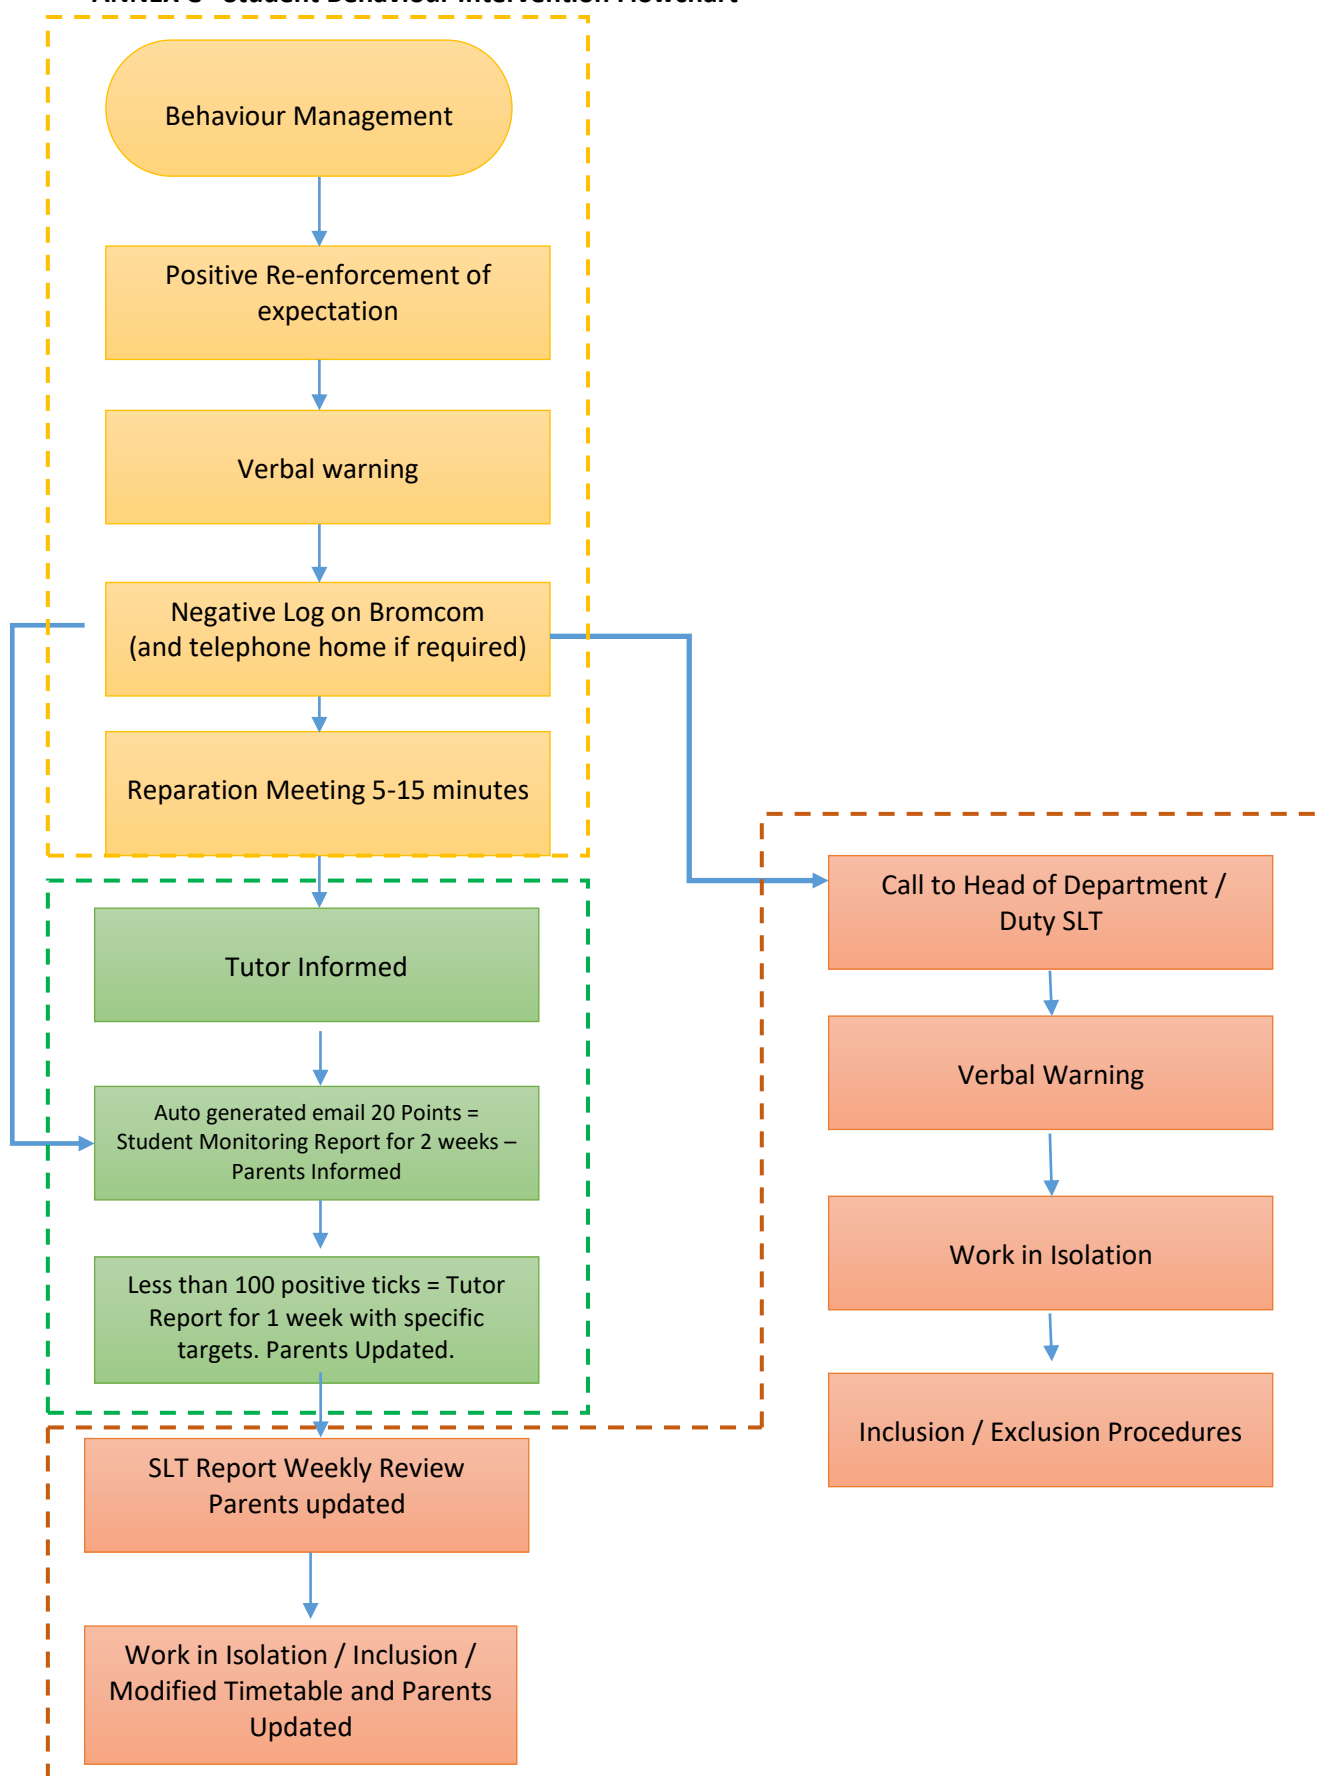 Behaviour Management
Positive Re-enforcement of
expectation
Verbal warning
Negative Log on Bromcom
(and telephone home if required)
Reparation Meeting 5-15 minutes
Tutor Informed
Auto generated email 20 Points =
Student Monitoring Report for 2 weeks –
Parents Informed
Less than 100 positive ticks = Tutor
Report for 1 week with specific
targets. Parents Updated.
SLT Report Weekly Review
Parents updated
Work in Isolation / Inclusion /
Modified Timetable and Parents
Updated
Call to Head of Department /
Duty SLT
Verbal Warning
Work in Isolation
Inclusion / Exclusion Procedures